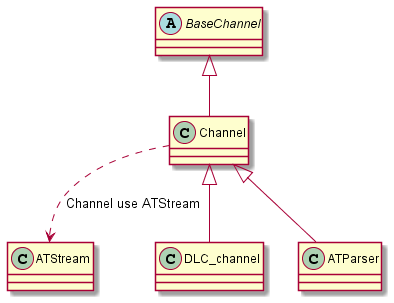 A BaseChannel
C Channel
Channel use ATStream
C ATStream
C DLC_channel
C ATParser